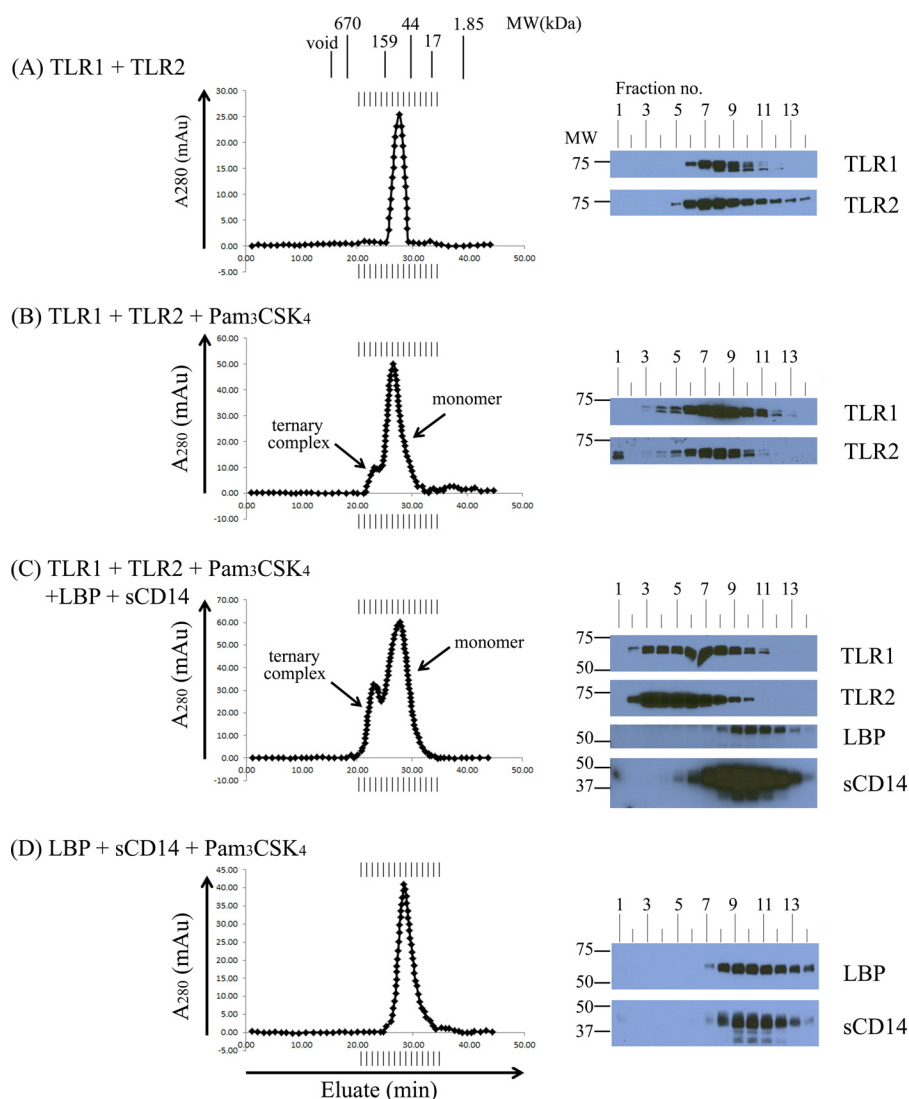 670 44 1.85 MW(kDa)
void 159 17
(A) TLR1 + TLR2
30.00
25.00
20.00
15.00
10.00
5.00
0.00
-5.00
A280 (mAu)
0.00 10.00 20.00 30.00 40.00 50.00
Fraction no.
1 3 5 7 9 11 13
MW
75
TLR1
75
TLR2
(B) TLR1 + TLR2 + Pam3CSK4
60.00
50.00
40.00
30.00
20.00
10.00
0.00
-10.00
A280 (mAu)
ternary
complex
monomer
0.00 10.00 20.00 30.00 40.00 50.00
1 3 5 7 9 11 13
75
TLR1
75
TLR2
(C) TLR1 + TLR2 + Pam3CSK4
+LBP + sCD14
70.00
60.00
50.00
40.00
30.00
20.00
10.00
0.00
-10.00
A280 (mAu)
ternary
complex
monomer
0.00 10.00 20.00 30.00 40.00 50.00
1 3 5 7 9 11 13
75
50
TLR1
75
TLR2
50
LBP
50
37
sCD14
(D) LBP + sCD14 + Pam3CSK4
45.00
40.00
35.00
30.00
25.00
20.00
15.00
10.00
5.00
0.00
-5.00
A280 (mAu)
0.00 10.00 20.00 30.00 40.00 50.00
Eluate (min)
1 3 5 7 9 11 13
75
50
LBP
50
37
sCD14